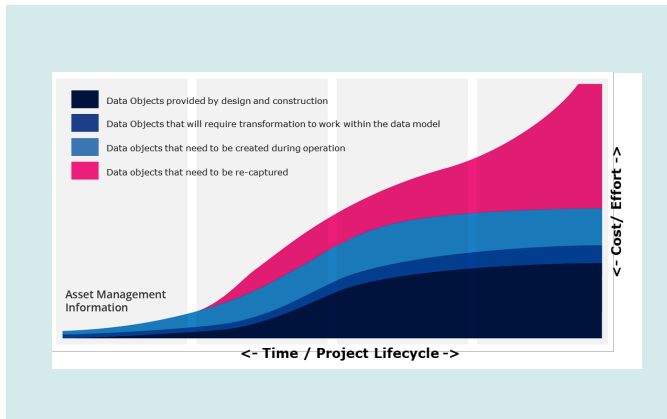 Data Objects provided by design and construction
Data Objects that will require transformation to work within the data model
Data objects that need to be created during operation
Data objects that need to be re-captured
Asset Management
Information
<- Cost/ Effort ->
<- Time / Project Lifecycle ->